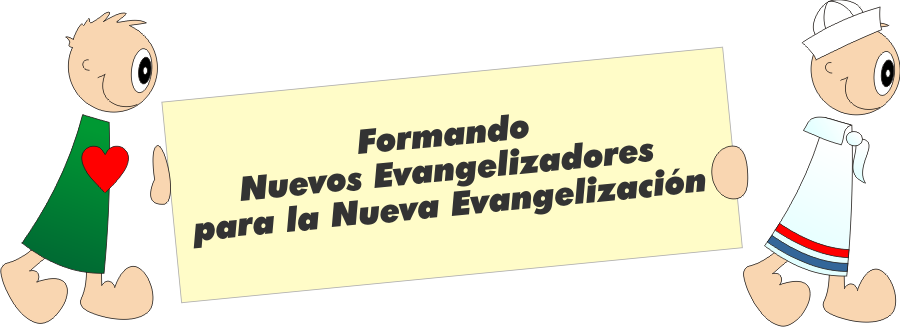 Formando
Nuevos Evangelizadores
para la Nueva Evangelización